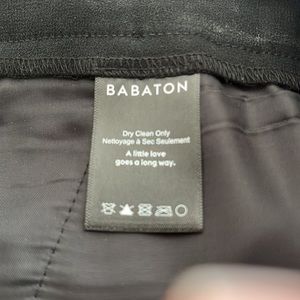 BABATON
Dry Clean Only
Nettoyage à Sec Seulement
A little love
goes a long way.